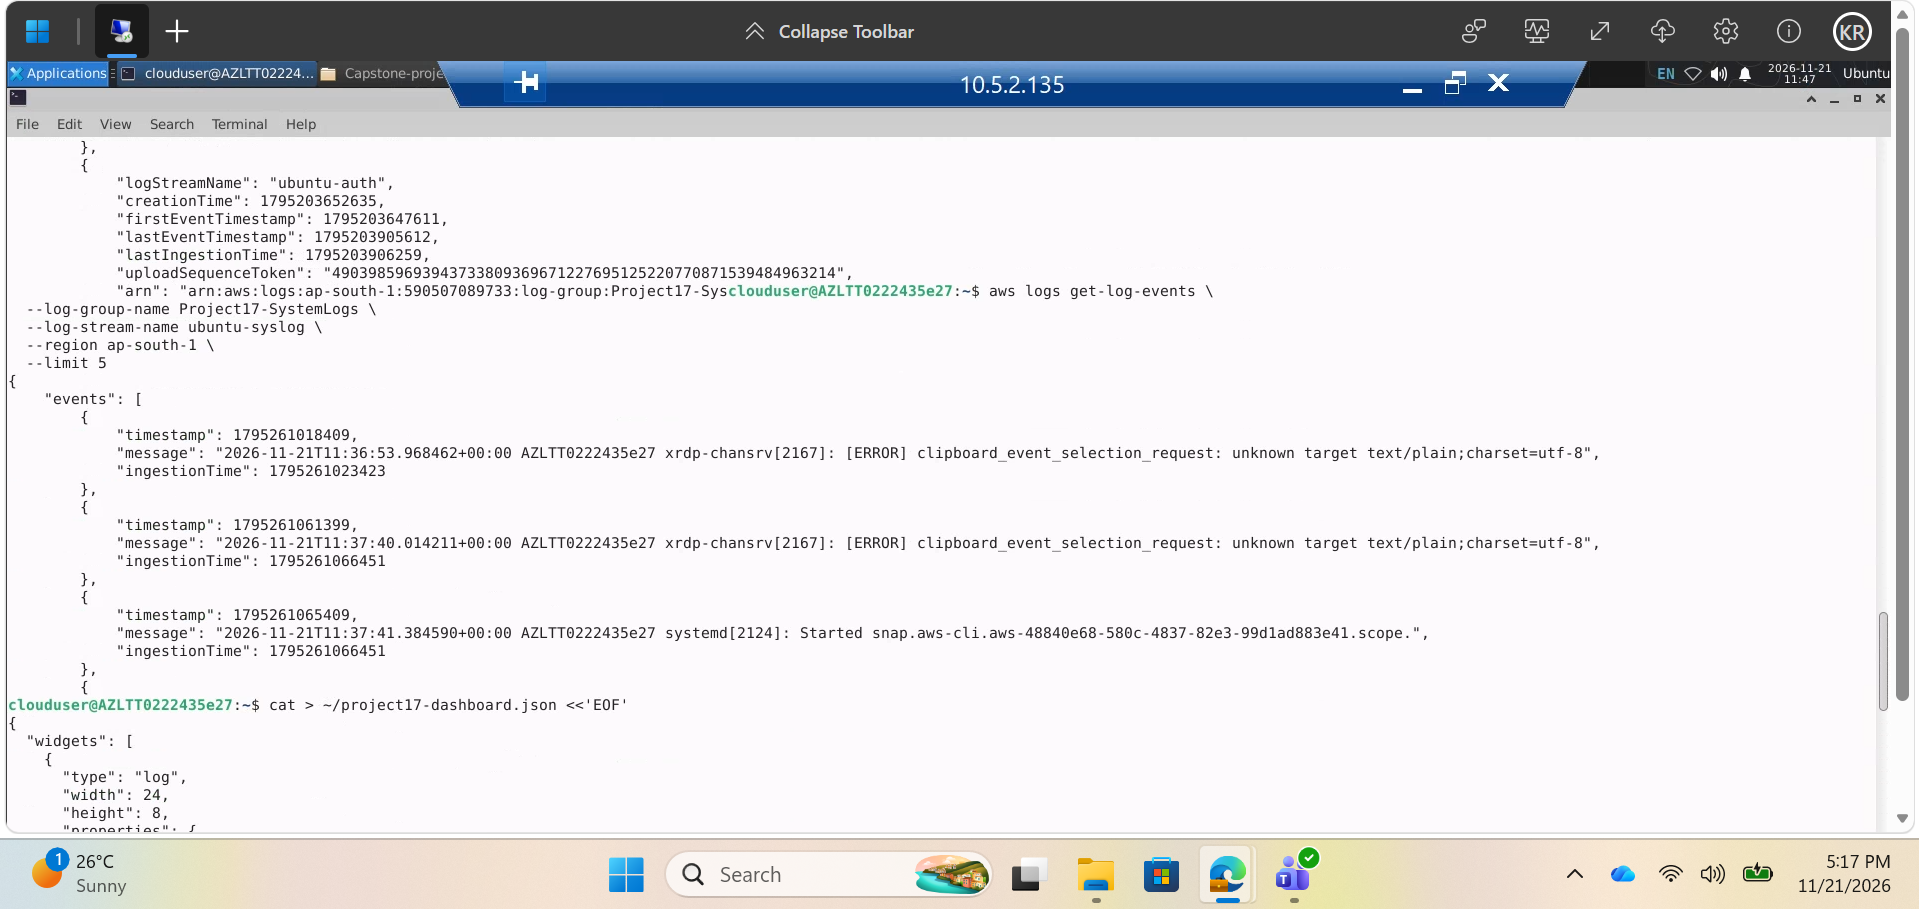 Collapse Toolbar
KR
Applications
clouduser@AZLTT02224...
Capstone-proje
10.5.2.135
EN
2026-11-21
11:47
Ubuntu
File Edit View Search Terminal Help
        },
        {
            "logStreamName": "ubuntu-auth",
            "creationTime": 1795203652635,
            "firstEventTimestamp": 1795203647611,
            "lastEventTimestamp": 1795203905612,
            "lastIngestionTime": 1795203906259,
            "uploadSequenceToken": "49039859693943733809369671227695125220770871539484963214",
            "arn": "arn:aws:logs:ap-south-1:590507089733:log-group:Project17-Sysclouduser@AZLTT0222435e27:~$ aws logs get-log-events \
  --log-group-name Project17-SystemLogs \
  --log-stream-name ubuntu-syslog \
  --region ap-south-1 \
  --limit 5
{
    "events": [
        {
            "timestamp": 1795261018409,
            "message": "2026-11-21T11:36:53.968462+00:00 AZLTT0222435e27 xrdp-chansrv[2167]: [ERROR] clipboard_event_selection_request: unknown target text/plain;charset=utf-8",
            "ingestionTime": 1795261023423
        },
        {
            "timestamp": 1795261061399,
            "message": "2026-11-21T11:37:40.014211+00:00 AZLTT0222435e27 xrdp-chansrv[2167]: [ERROR] clipboard_event_selection_request: unknown target text/plain;charset=utf-8",
            "ingestionTime": 1795261066451
        },
        {
            "timestamp": 1795261065409,
            "message": "2026-11-21T11:37:41.384590+00:00 AZLTT0222435e27 systemd[2124]: Started snap.aws-cli.aws-48840e68-580c-4837-82e3-99d1ad883e41.scope.",
            "ingestionTime": 1795261066451
        },
        {
clouduser@AZLTT0222435e27:~$ cat > ~/project17-dashboard.json <<'EOF'
{
  "widgets": [
    {
      "type": "log",
      "width": 24,
      "height": 8,
      "properties": {
1
26°C
Sunny
Search
T
5:17 PM
11/21/2026